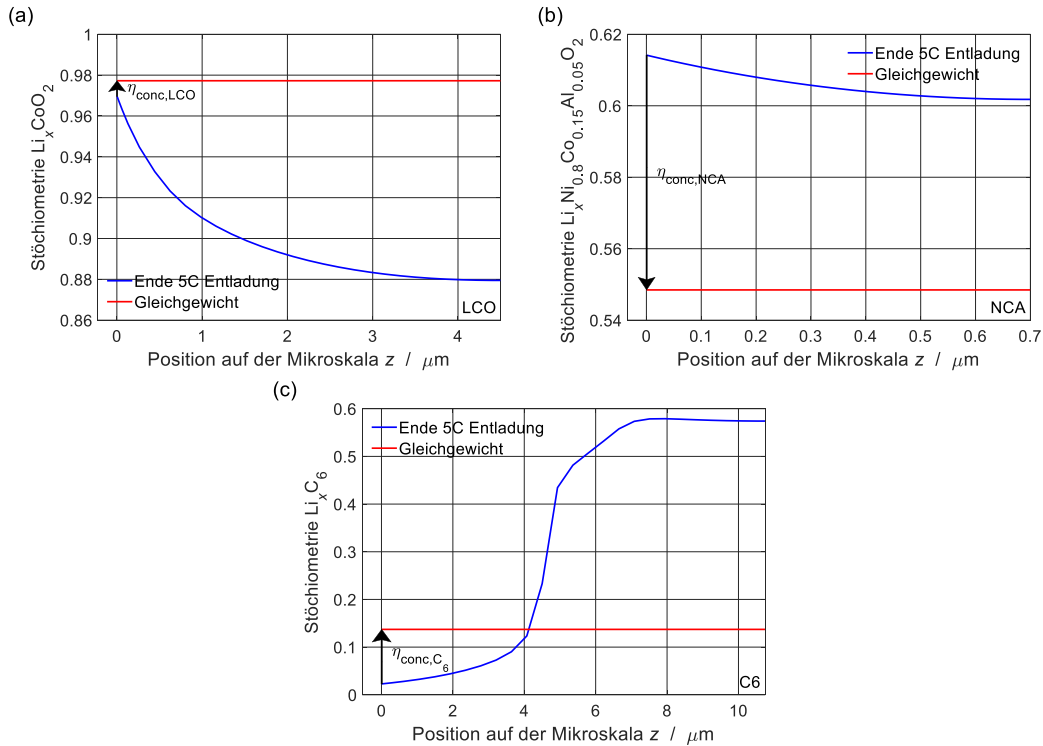 (a)
1
0.98
0.96
0.94
0.92
0.9
0.88
0.86
Stöchiometrie LiₓCoO₂
η conc,LCO
Ende 5C Entladung
Gleichgewicht
LCO
0 1 2 3 4
Position auf der Mikroskala z / μm
(b)
0.62
0.6
0.58
0.56
0.54
Stöchiometrie LiₓNi0.8Co0.15Al0.05O2
Ende 5C Entladung
Gleichgewicht
η conc,NCA
NCA
0 0.1 0.2 0.3 0.4 0.5 0.6 0.7
Position auf der Mikroskala z / μm
(c)
0.6
0.5
0.4
0.3
0.2
0.1
0
Stöchiometrie LiₓC₆
Ende 5C Entladung
Gleichgewicht
η conc,C₆
C6
0 2 4 6 8 10
Position auf der Mikroskala z / μm